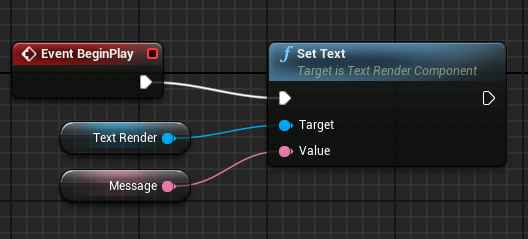 Event BeginPlay
Set Text
Target is Text Render Component
Text Render
Target
Message
Value